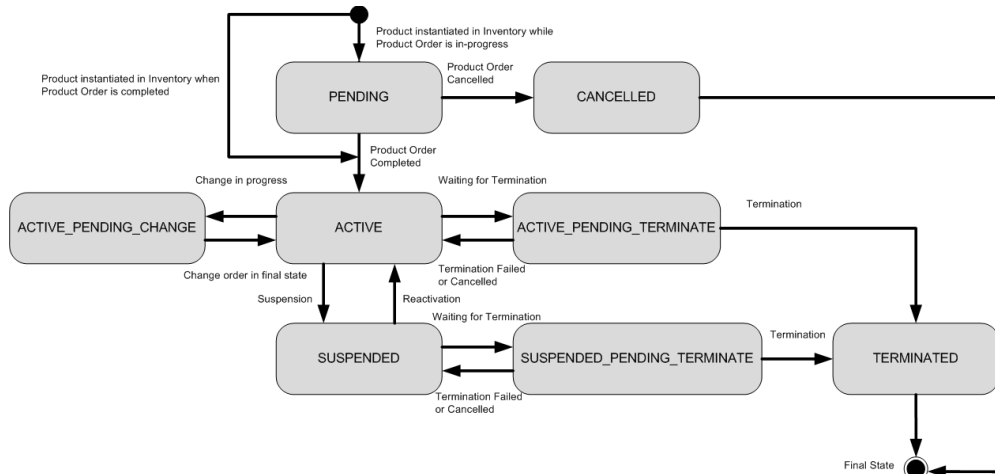 Product instantiated in Inventory while
Product Order is in-progress
Product instantiated in Inventory when
Product Order is completed
Product Order
Cancelled
PENDING
CANCELLED
Product Order
Completed
Change in progress
Waiting for Termination
Termination
ACTIVE_PENDING_CHANGE
ACTIVE
ACTIVE_PENDING_TERMINATE
Change order in final state
Termination Failed
or Cancelled
Suspension
Reactivation
Waiting for Termination
Termination
SUSPENDED
SUSPENDED_PENDING_TERMINATE
TERMINATED
Termination Failed
or Cancelled
Final State